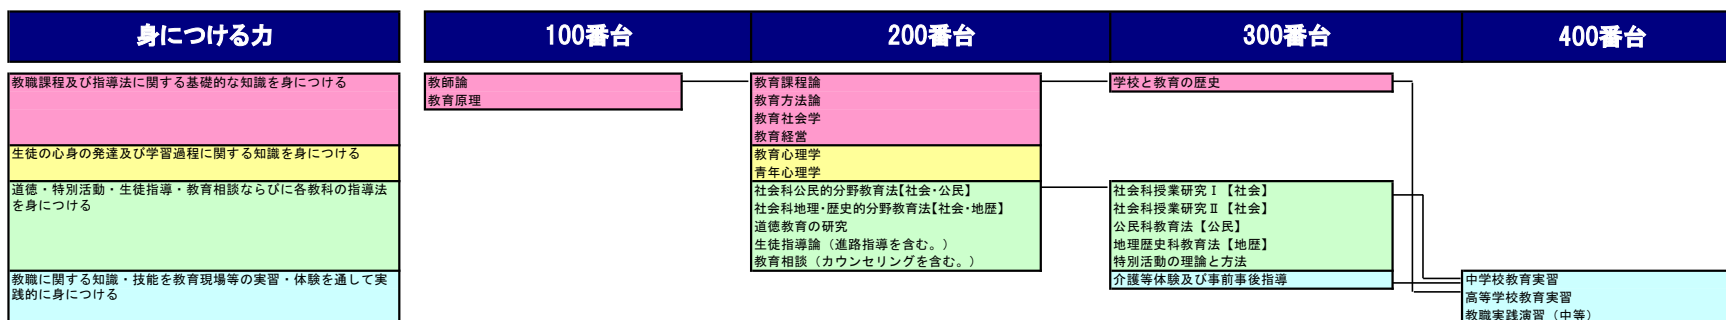 身につける力
100番台
200番台
300番台
400番台
教職課程及び指導法に関する基礎的な知識を身につける
教師論
教育原理
教育課程論
教育方法論
教育社会学
教育経営
学校と教育の歴史
生徒の心身の発達及び学習過程に関する知識を身につける
教育心理学
青年心理学
道徳・特別活動・生徒指導・教育相談ならびに各教科の指導法
を身につける
社会科公民的分野教育法【社会・公民】
社会科地理・歴史的分野教育法【社会・地歴】
道徳教育の研究
生徒指導論（進路指導を含む。）
教育相談（カウンセリングを含む。）
社会科授業研究Ⅰ【社会】
社会科授業研究Ⅱ【社会】
公民科教育法【公民】
地理歴史科教育法【地歴】
特別活動の理論と方法
教職に関する知識・技能を教育現場等の実習・体験を通して実
践的に身につける
介護等体験及び事前事後指導
中学校教育実習
高等学校教育実習
教職実践演習（中等）